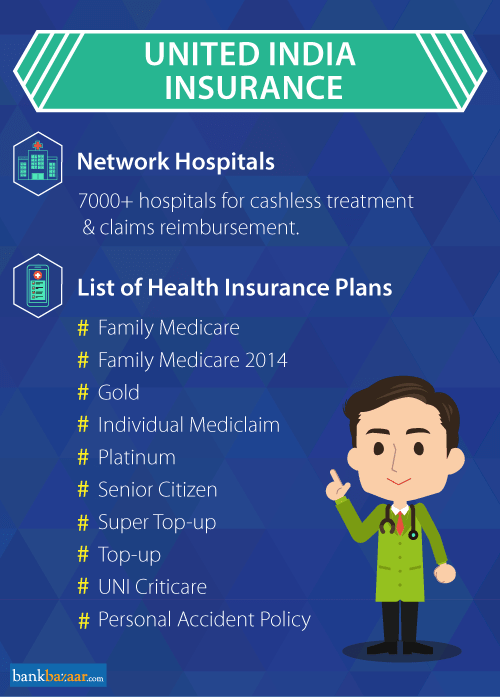 UNITED INDIA
INSURANCE
Network Hospitals
7000+ hospitals for cashless treatment
& claims reimbursement.
List of Health Insurance Plans
# Family Medicare
# Family Medicare 2014
# Gold
# Individual Mediclaim
# Platinum
# Senior Citizen
# Super Top-up
# Top-up
# UNI Criticare
# Personal Accident Policy
bankbazaar.com